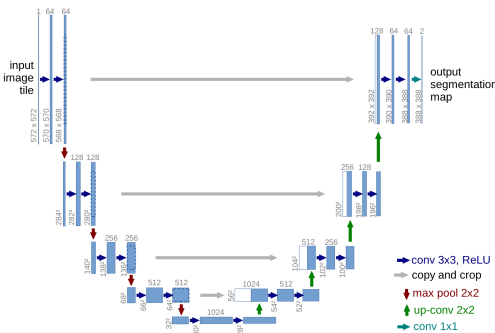 1 64 64
128 64 64 2
input
image
tile
output
segmentation
map
572 x 572
570 x 570
568 x 568
392 x 392
390 x 390
388 x 388
388 x 388
128 128
256 128
284²
282²
280²
200²
198²
196²
256 256
512 256
140²
138²
136²
104²
102²
100²
512 512
1024 512
68²
66²
64²
56²
54²
52²
1024
32²
30²
28²
conv 3x3, ReLU
copy and crop
max pool 2x2
up-conv 2x2
conv 1x1